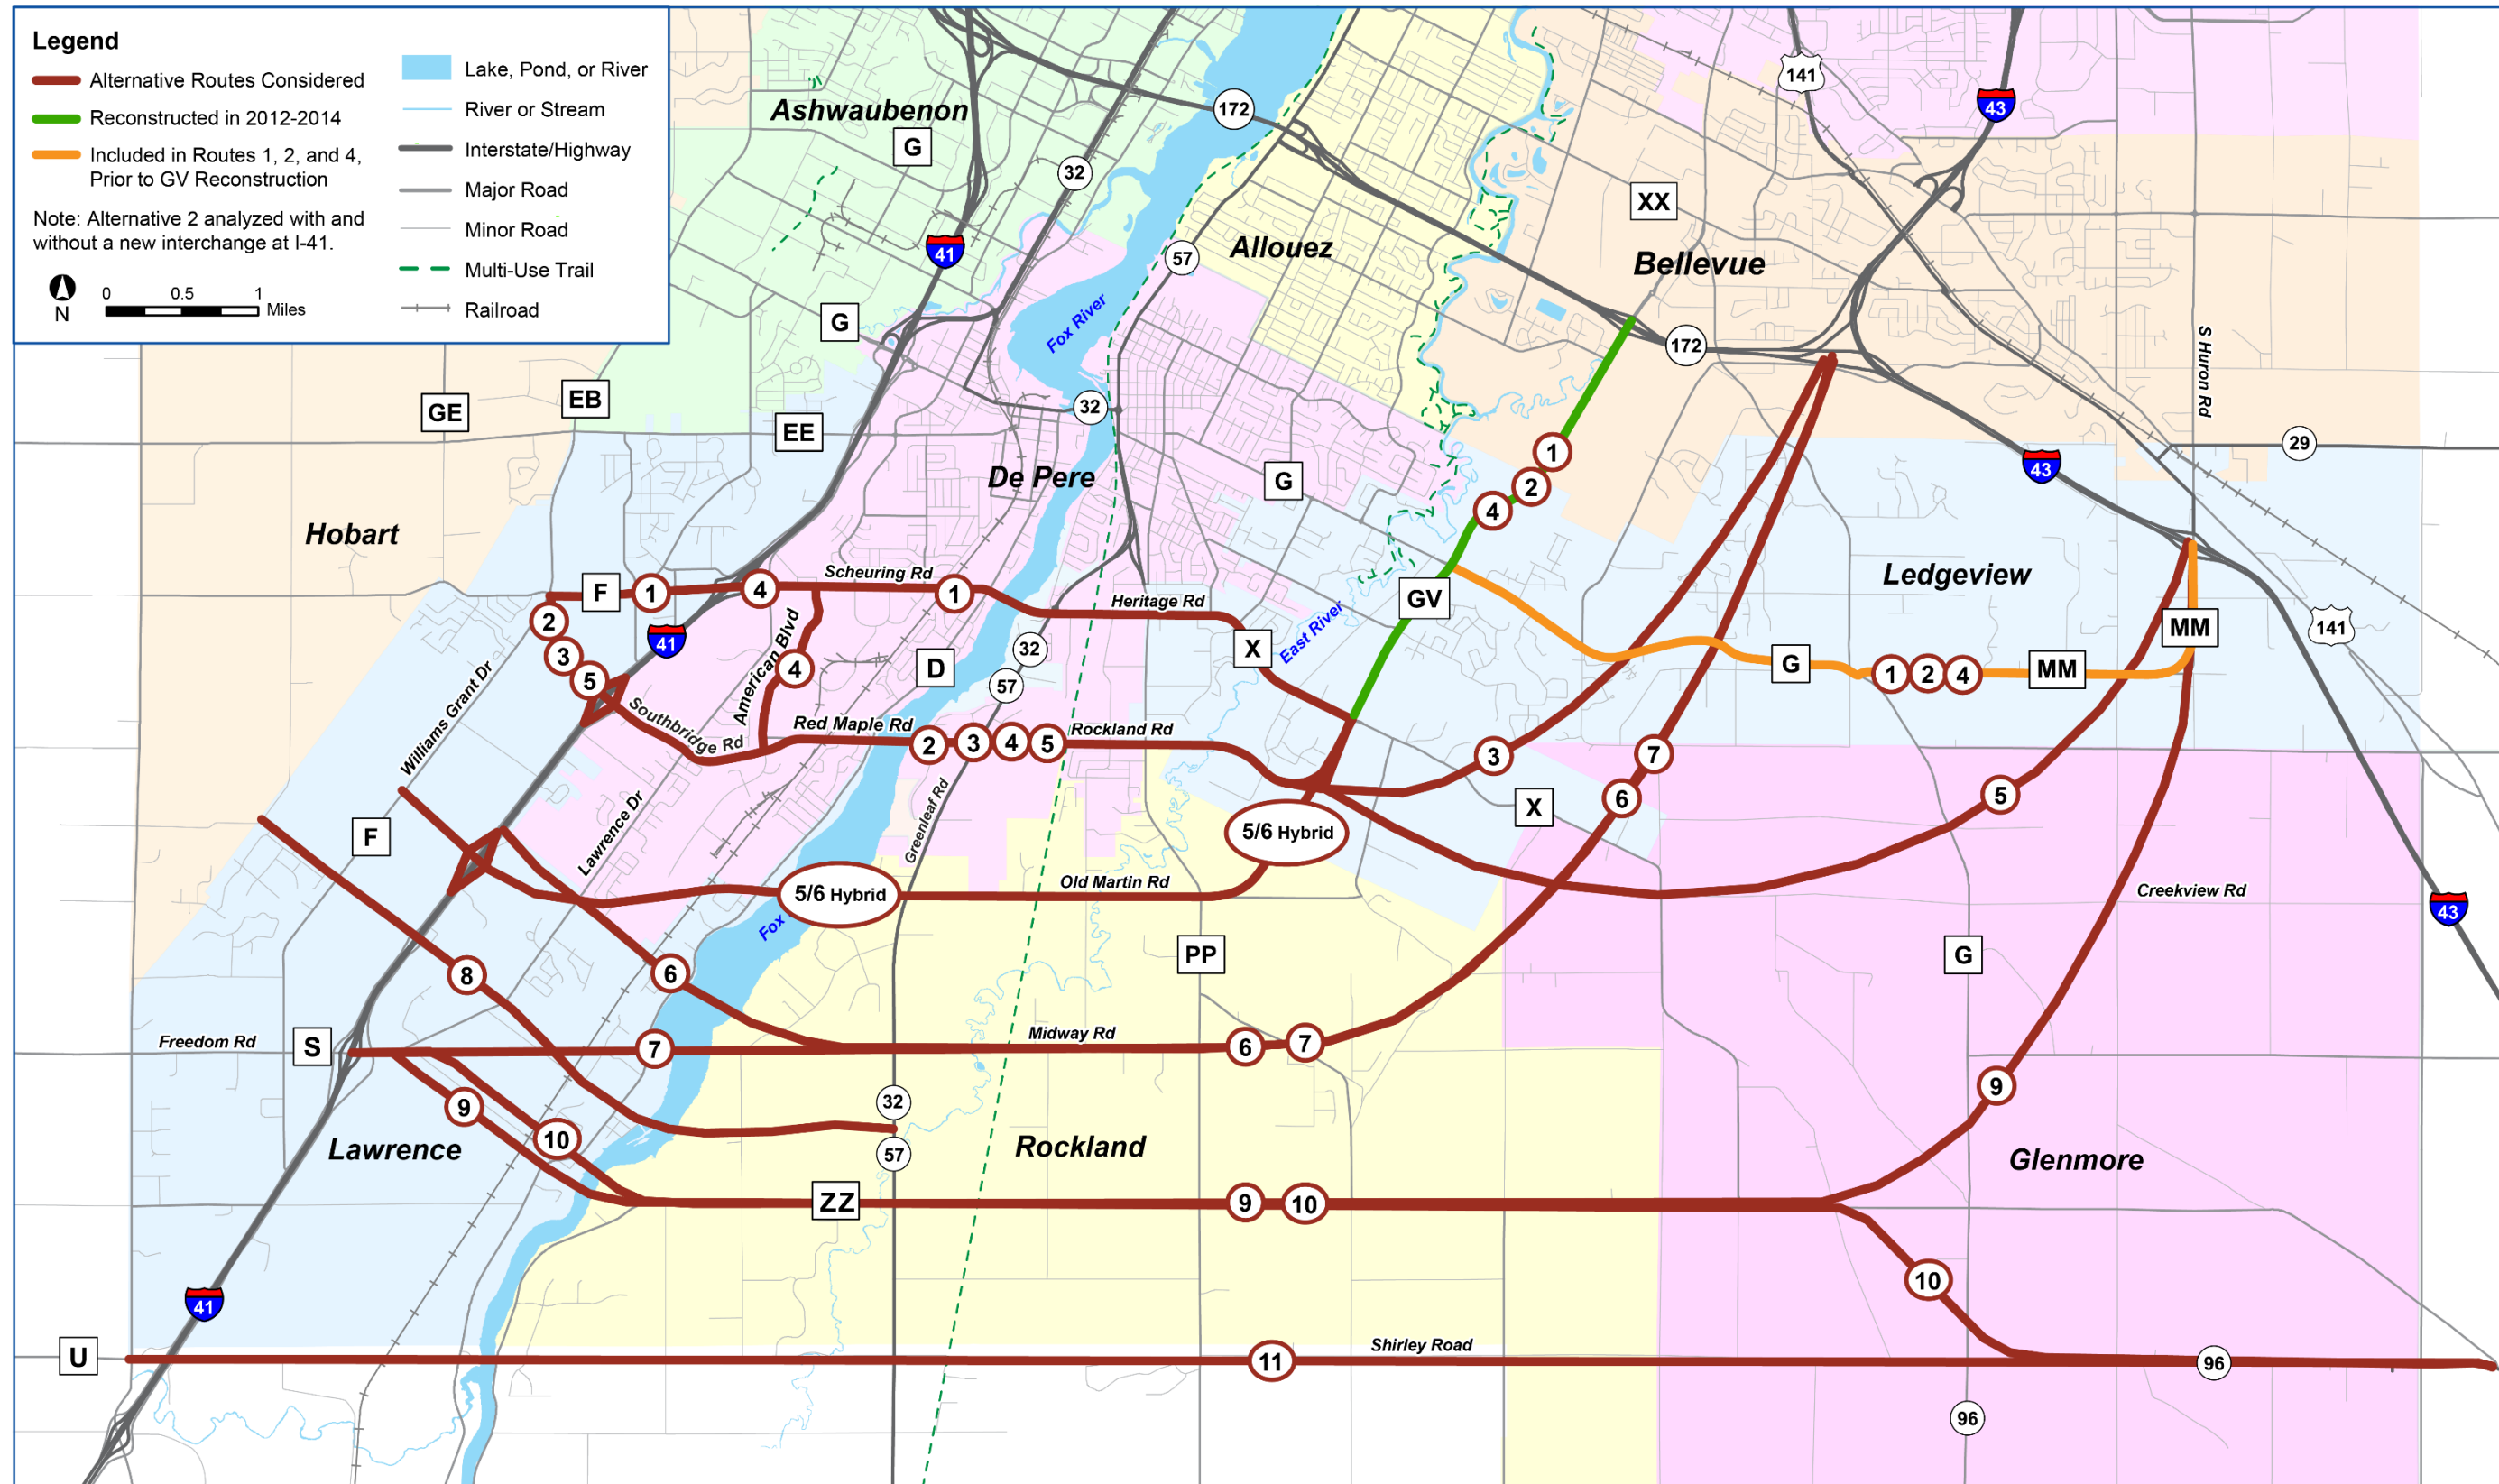 Legend
Alternative Routes Considered
Reconstructed in 2012-2014
Included in Routes 1, 2, and 4,
Prior to GV Reconstruction
Note: Alternative 2 analyzed with and
without a new interchange at I-41.
N
0 0.5 1
Miles
Lake, Pond, or River
River or Stream
Interstate/Highway
Major Road
Minor Road
Multi-Use Trail
Railroad
141
43
Ashwaubenon
172
G
32
XX
41
57
Allouez
Bellevue
G
Fox River
172
S Huron Rd
GE
EB
32
EE
29
1
43
De Pere
G
2
4
Hobart
Scheuring Rd
Ledgeview
F
1
4
1
Heritage Rd
GV
2
American Blvd
East River
MM
141
3
41
32
X
5
4
D
57
G
1
2
4
MM
Williams Grant Dr
Southbridge Rd
Red Maple Rd
2
3
4
5
Rockland Rd
3
7
6
5
X
F
Lawrence Dr
Greenleaf Rd
5/6 Hybrid
5/6 Hybrid
Old Martin Rd
Creekview Rd
43
Fox
PP
G
8
6
Freedom Rd
S
7
Midway Rd
6
7
9
32
9
10
Lawrence
57
Rockland
Glenmore
ZZ
9
10
10
41
U
Shirley Road
11
96
96